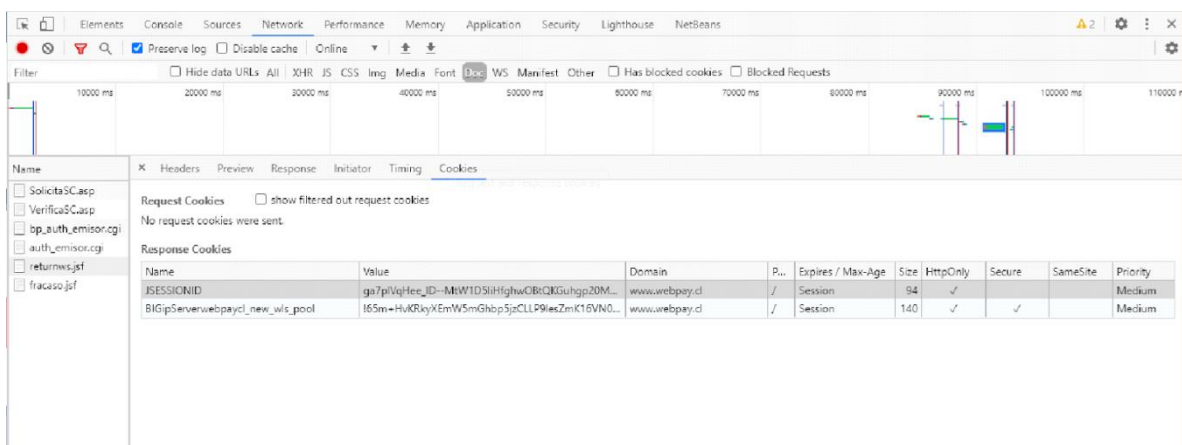 Elements Console Sources Network Performance Memory Application Security Lighthouse NetBeans 2
Preserve log Disable cache Online
Filter Hide data URLs All XHR JS CSS Img Media Font Doc WS Manifest Other Has blocked cookies Blocked Requests
10000 ms 20000 ms 30000 ms 40000 ms 50000 ms 60000 ms 70000 ms 80000 ms 90000 ms 100000 ms 110000
Name Headers Preview Response Initiator Timing Cookies
SolicitaSC.asp
VerificaSC.asp
bp_auth_emisor.cgi
auth_emisor.cgi
returnws.jsf
fracaso.jsf
Request Cookies show filtered out request cookies
No request cookies were sent.
Response Cookies
Name Value Domain P... Expires / Max-Age Size HttpOnly Secure SameSite Priority
JSESSIONID www.webpay.cl / Session 94 ✓ Medium
BIGipServerwebpaycl_new_wls_pool www.webpay.cl / Session 140 ✓ ✓ Medium